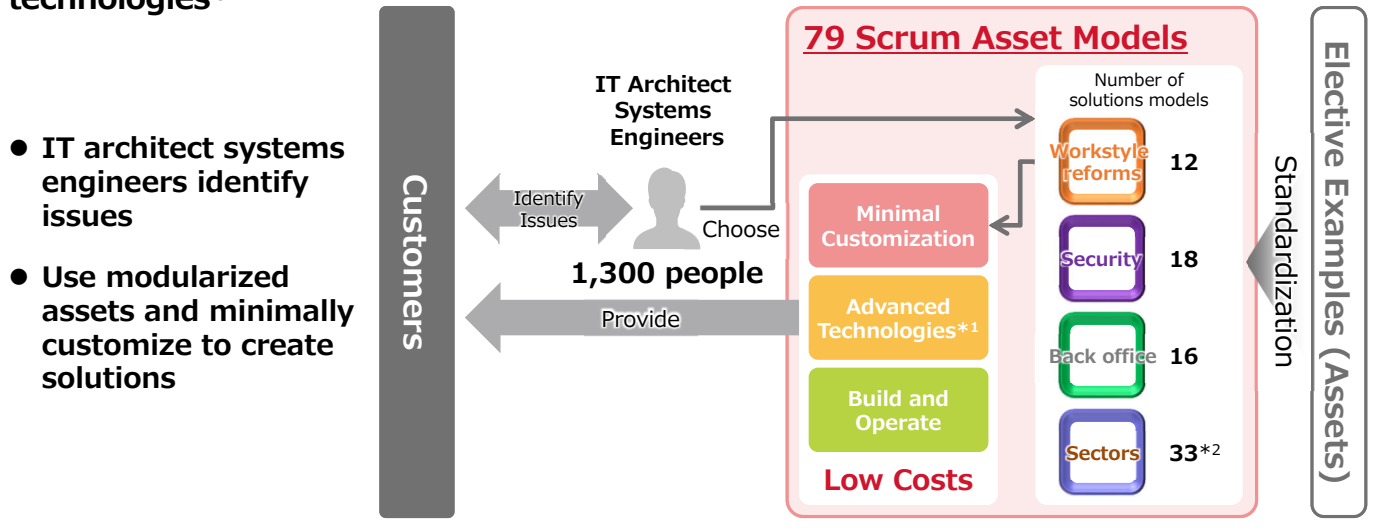 technologies*
● IT architect systems
engineers identify
issues
● Use modularized
assets and minimally
customize to create
solutions
Customers
Identify
Issues
IT Architect
Systems
Engineers
Choose
1,300 people
Provide
79 Scrum Asset Models
Minimal
Customization
Advanced
Technologies*1
Build and
Operate
Low Costs
Number of
solutions models
Workstyle
reforms
12
Security
18
Back office
16
Sectors
33*2
Standardization
Elective Examples (Assets)